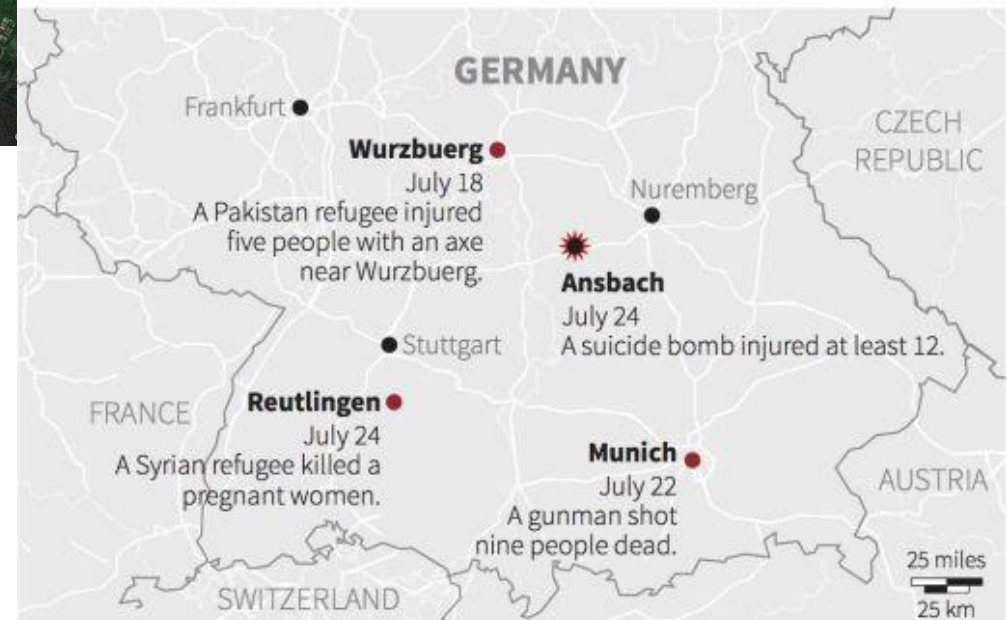 GERMANY
Frankfurt
CZECH
REPUBLIC
Wurzbuerg
July 18
A Pakistan refugee injured
five people with an axe
near Wurzbuerg.
Nuremberg
Ansbach
July 24
A suicide bomb injured at least 12.
Stuttgart
FRANCE
Reutlingen
July 24
A Syrian refugee killed a
pregnant women.
Munich
July 22
A gunman shot
nine people dead.
AUSTRIA
SWITZERLAND
25 miles
25 km